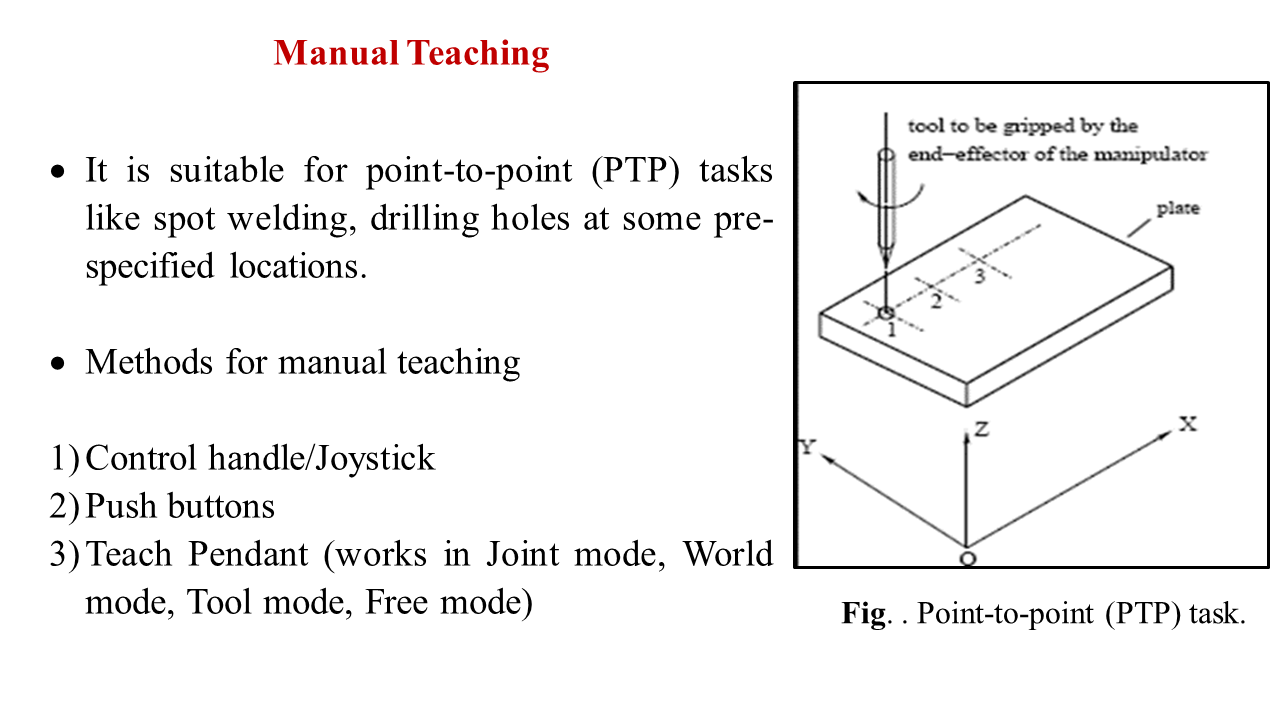 Manual Teaching
• It is suitable for point-to-point (PTP) tasks
like spot welding, drilling holes at some pre-
specified locations.
• Methods for manual teaching
1) Control handle/Joystick
2) Push buttons
3) Teach Pendant (works in Joint mode, World
mode, Tool mode, Free mode)
tool to be gripped by the
end-effector of the manipulator
plate
3
2
1
Z
X
Y
O
Fig. . Point-to-point (PTP) task.